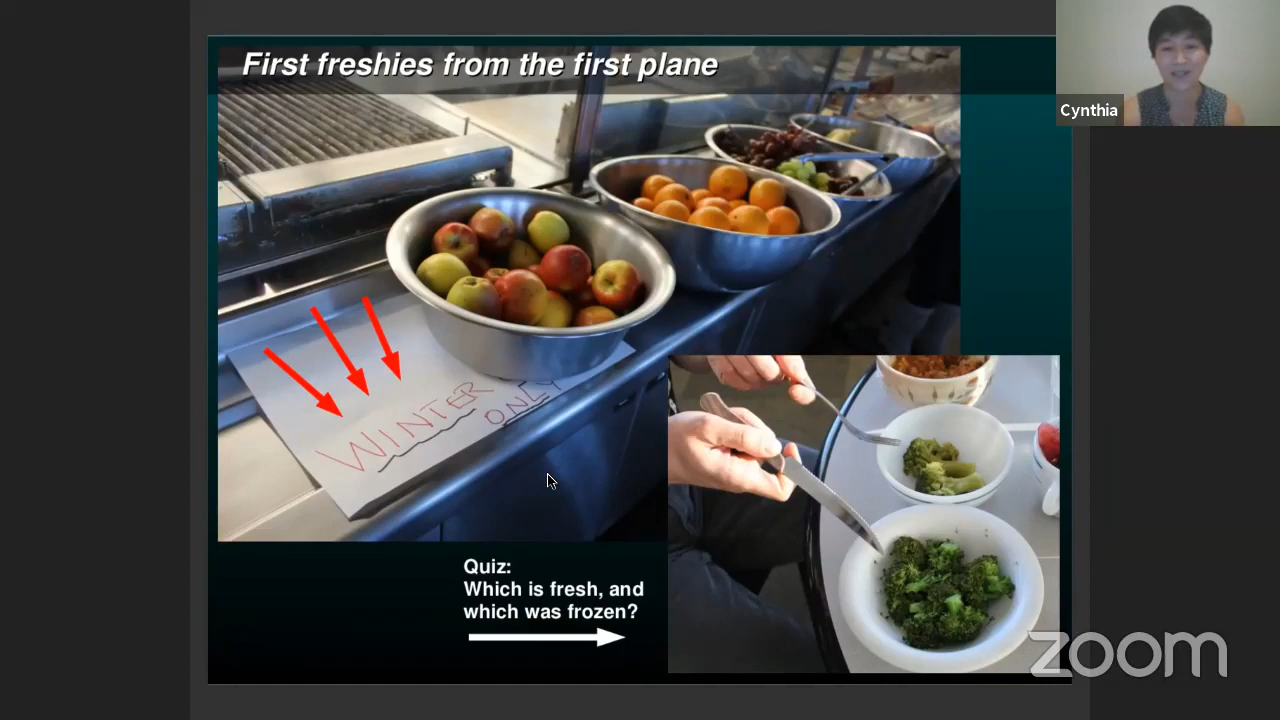 First freshies from the first plane
Cynthia
WINTER
ONLY
Quiz:
Which is fresh, and
which was frozen?
zoom